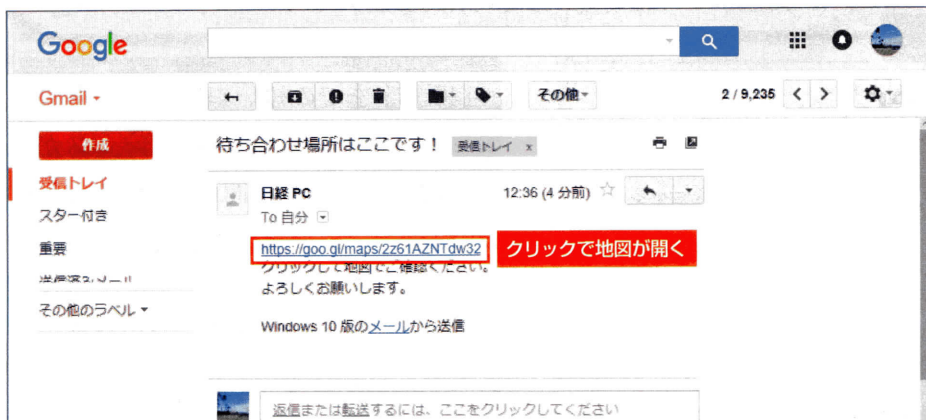 Google
Gmail
その他
2 / 9,235
作成
待ち合わせ場所はここです！ 受信トレイ x
受信トレイ
日経 PC 12:36 (4 分前)
スター付き
To 自分
重要
https://goo.gl/maps/2z61AZNTdw32 クリックで地図が開く
クリックして地図でご確認ください。
送信済みメール
よろしくお願いします。
その他のラベル
Windows 10 版のメールから送信
返信または転送するには、ここをクリックしてください